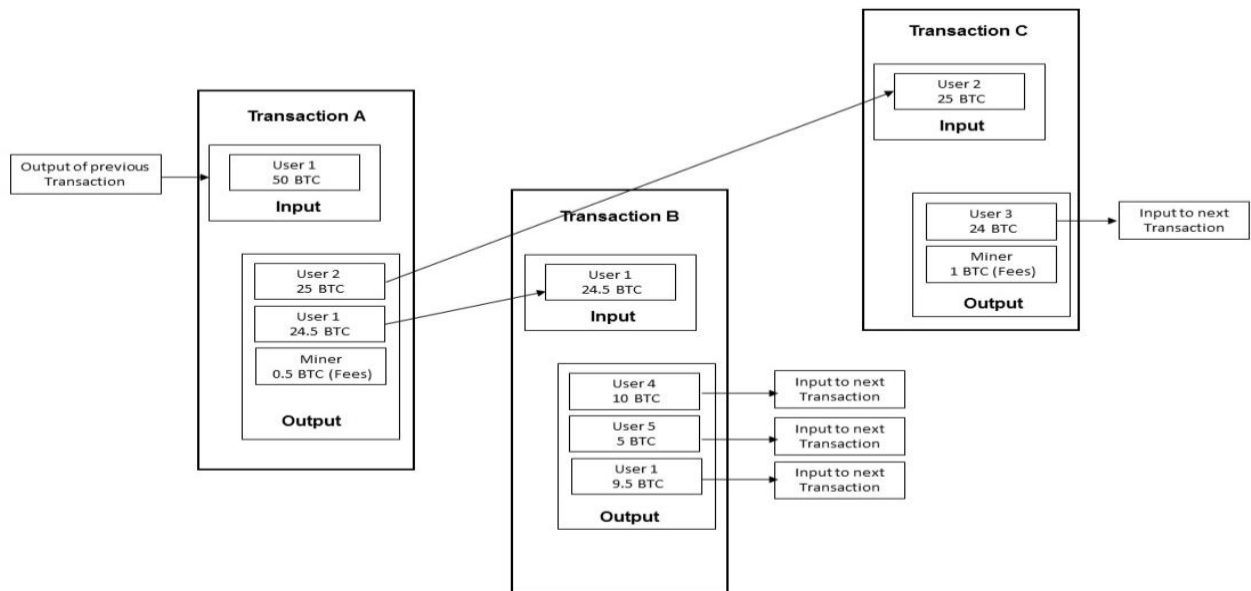 Output of previous
Transaction
Transaction A
User 1
50 BTC
Input
User 2
25 BTC
User 1
24.5 BTC
Miner
0.5 BTC (Fees)
Output
Transaction B
User 1
24.5 BTC
Input
User 4
10 BTC
User 5
5 BTC
User 1
9.5 BTC
Output
Input to next
Transaction
Input to next
Transaction
Input to next
Transaction
Transaction C
User 2
25 BTC
Input
User 3
24 BTC
Miner
1 BTC (Fees)
Output
Input to next
Transaction